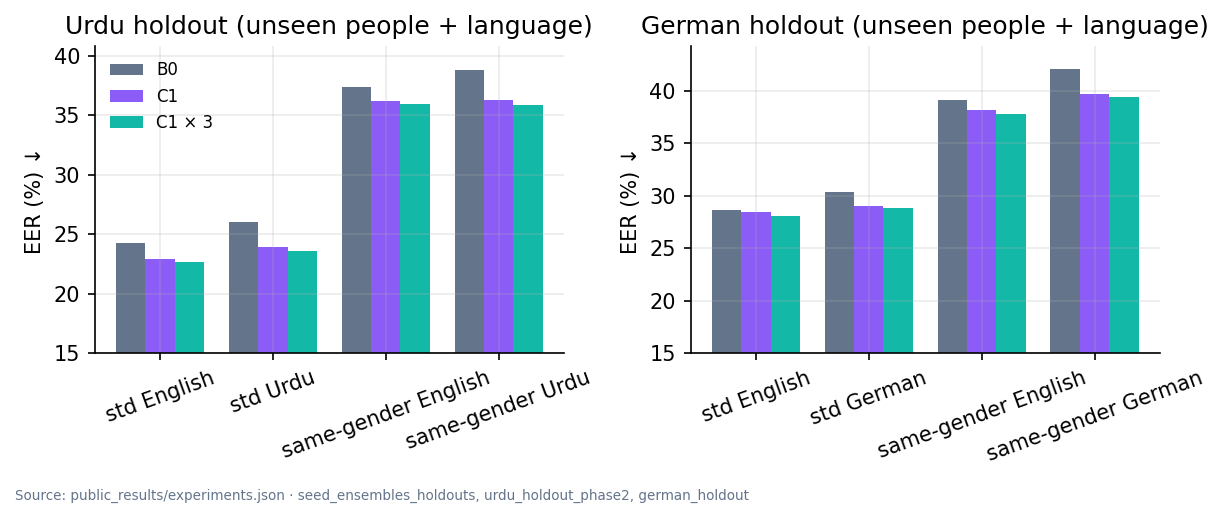 Urdu holdout (unseen people + language)
EER (%) ↓
40
35
30
25
20
15
B0
C1
C1 × 3
std English
std Urdu
same-gender English
same-gender Urdu
German holdout (unseen people + language)
EER (%) ↓
40
35
30
25
20
15
std English
std German
same-gender English
same-gender German
Source: public_results/experiments.json · seed_ensembles_holdouts, urdu_holdout_phase2, german_holdout